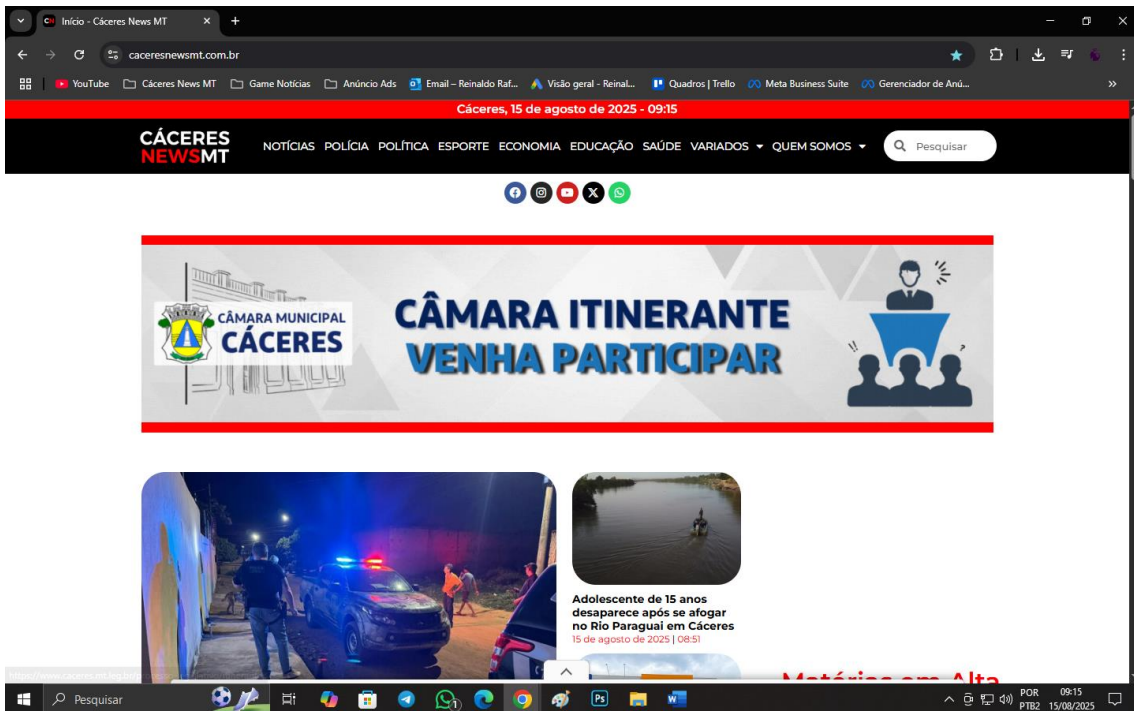 Início - Cáceres News MT
caceresnewsmt.com.br
YouTube Cáceres News MT Game Notícias Anúncio Ads Email – Reinaldo Raf... Visão geral - Reinal... Quadros | Trello Meta Business Suite Gerenciador de Anú...
Cáceres, 15 de agosto de 2025 - 09:15
CÁCERES
NEWSMT
NOTÍCIAS POLÍCIA POLÍTICA ESPORTE ECONOMIA EDUCAÇÃO SAÚDE VARIADOS QUEM SOMOS Pesquisar
CÂMARA MUNICIPAL
CÁCERES
CÂMARA ITINERANTE
VENHA PARTICIPAR
Adolescente de 15 anos
desaparece após se afogar
no Rio Paraguai em Cáceres
15 de agosto de 2025 | 08:51
Matérias em Alta
Pesquisar
POR 09:15
PTB2 15/08/2025